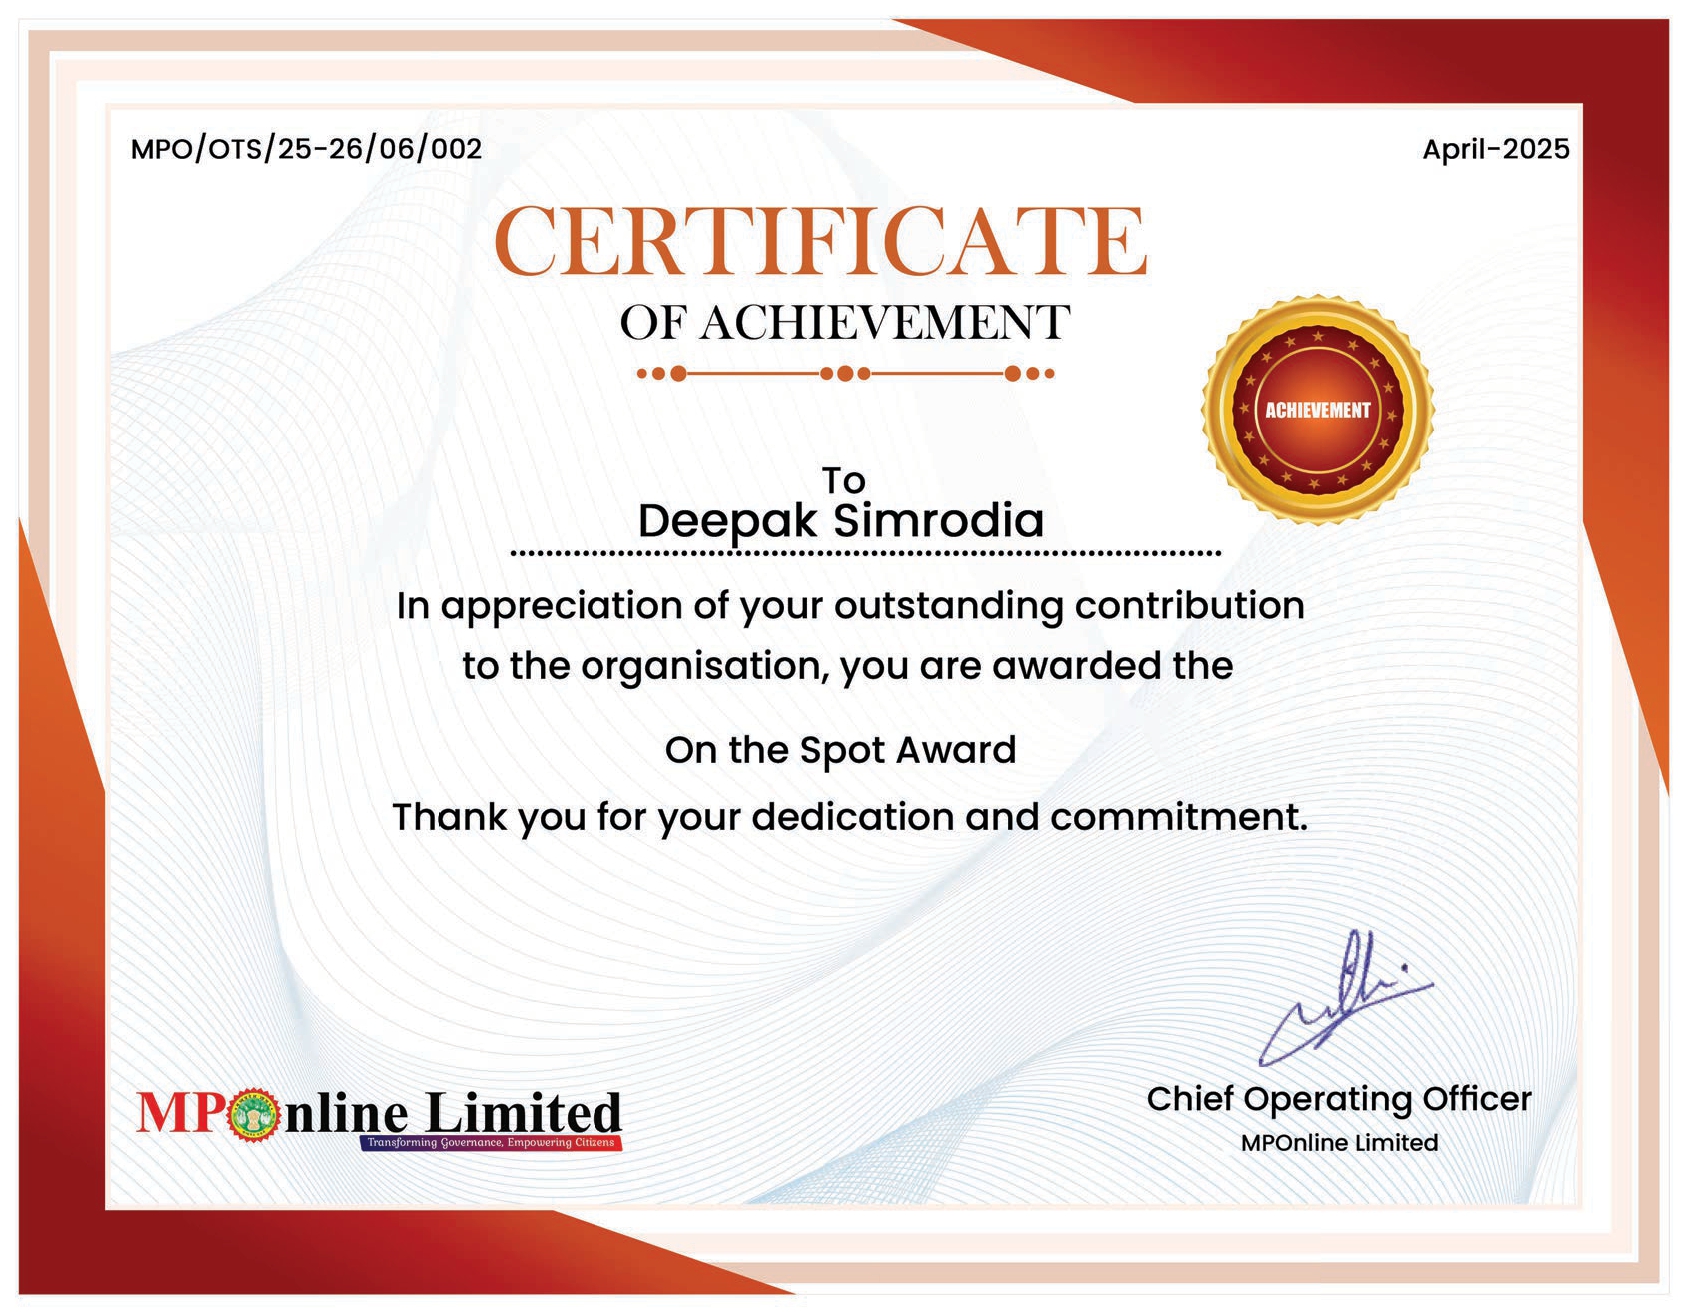 MPO/OTS/25-26/06/002
April-2025
CERTIFICATE
OF ACHIEVEMENT
ACHIEVEMENT
To
Deepak Simrodia
In appreciation of your outstanding contribution
to the organisation, you are awarded the
On the Spot Award
Thank you for your dedication and commitment.
MPOnline Limited
Transforming Governance, Empowering Citizens
Chief Operating Officer
MPOnline Limited